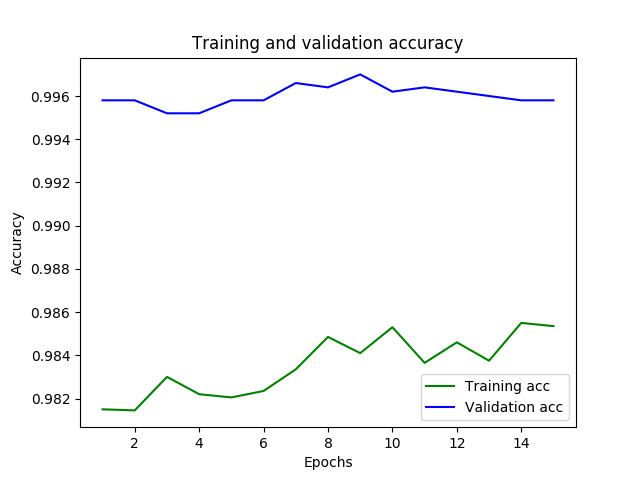 Training and validation accuracy
Accuracy
0.996
0.994
0.992
0.990
0.988
0.986
0.984
0.982
2 4 6 8 10 12 14
Epochs
Training acc
Validation acc